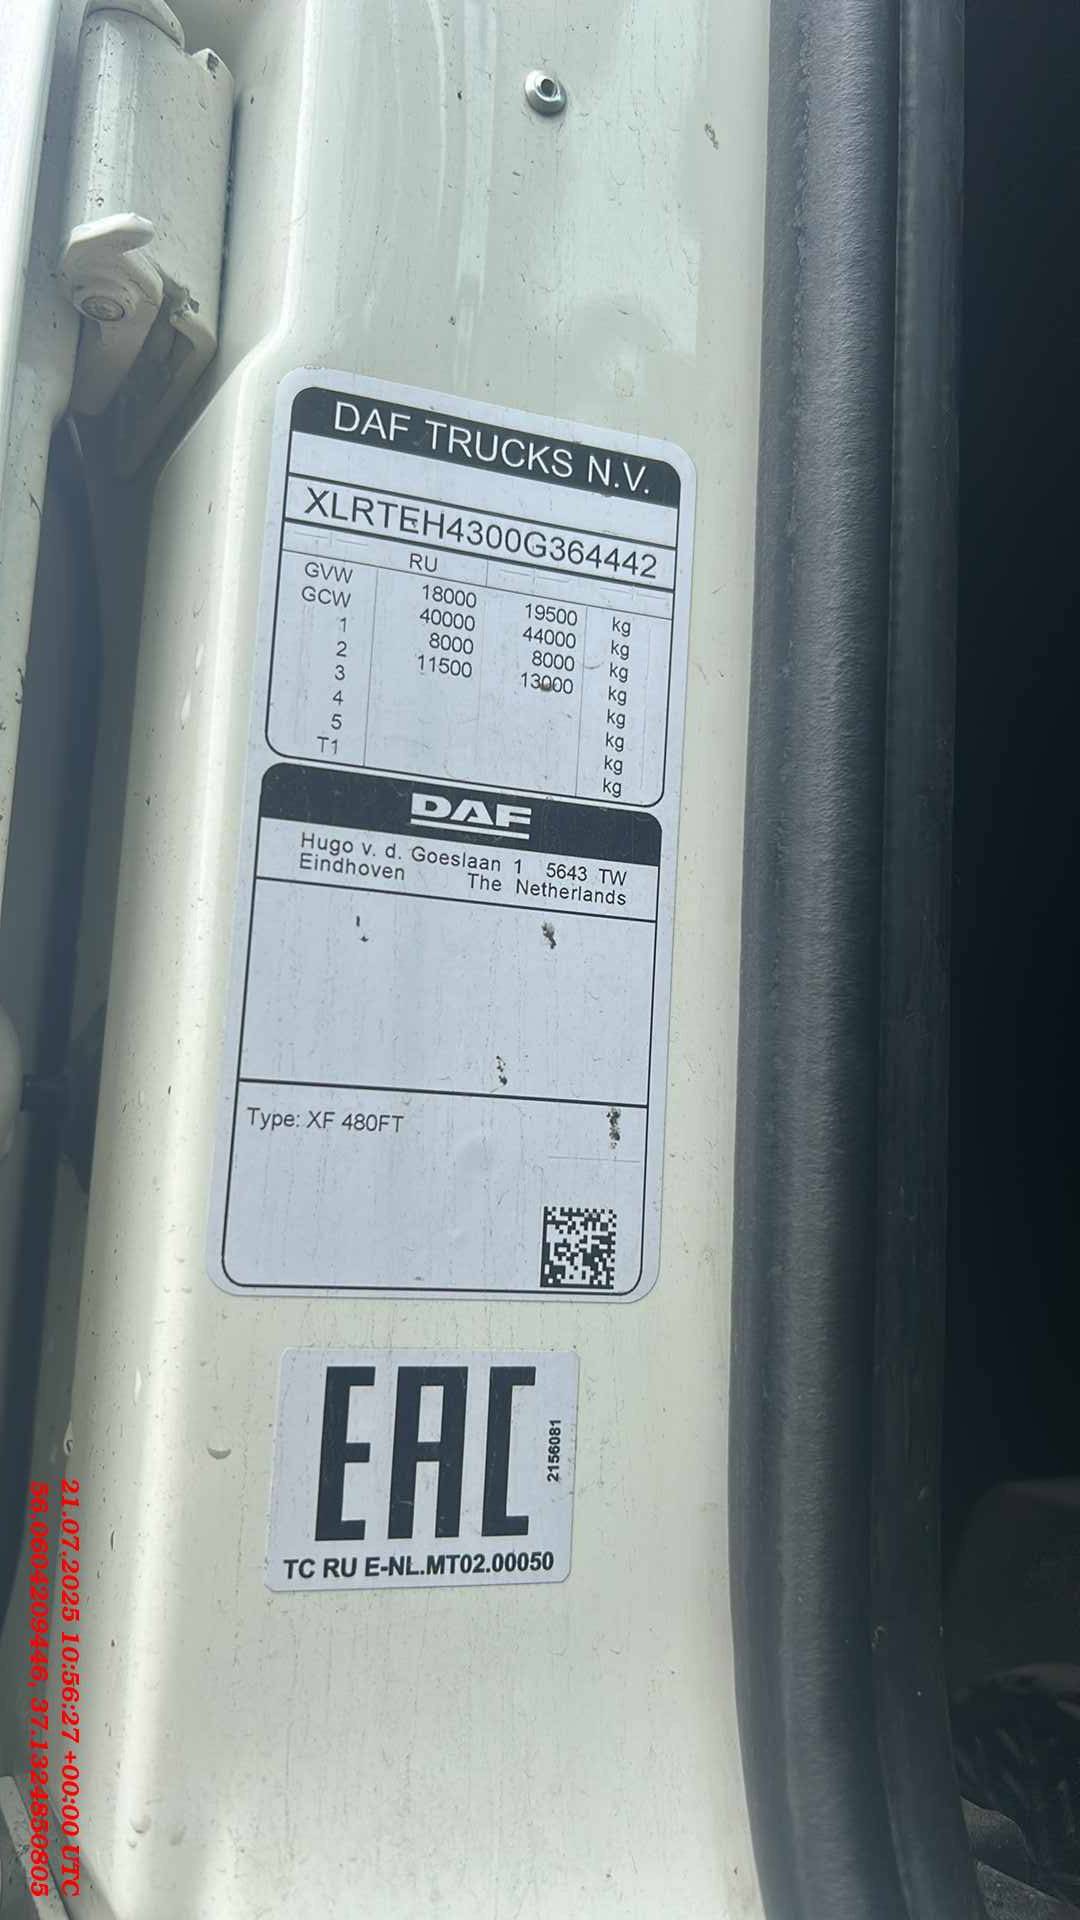 DAF TRUCKS N.V.
XLRTEH4300G364442
RU
GVW 18000 19500 kg
GCW 40000 44000 kg
1 8000 8000 kg
2 11500 13000 kg
3 kg
4 kg
5 kg
T1 kg
DAF
Hugo v. d. Goeslaan 1 5643 TW
Eindhoven The Netherlands
Type: XF 480FT
EAC
2156081
TC RU E-NL.MT02.00050
21.07.2025 10:56:27 +00:00 UTC
56.0604209446, 37.1324850805